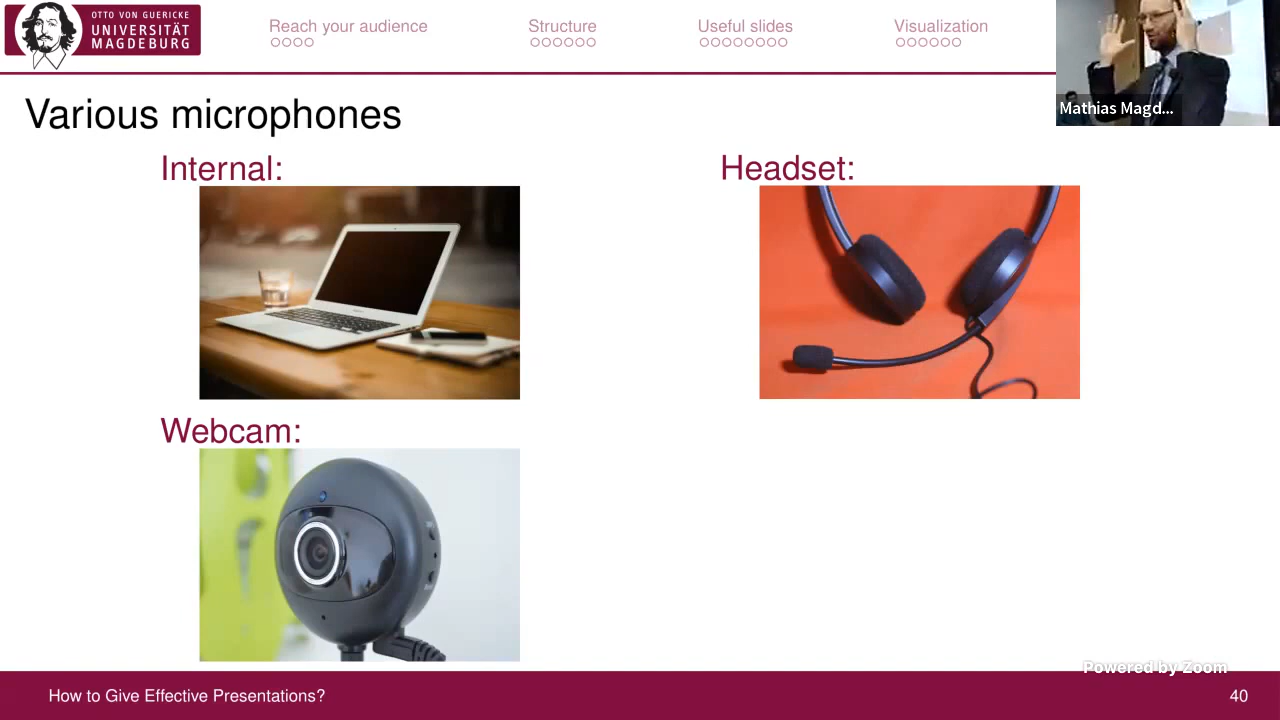 OTTO VON GUERICKE
UNIVERSITÄT
MAGDEBURG
Reach your audience
Structure
Useful slides
Visualization
Mathias Magd...
Various microphones
Internal:
Headset:
Webcam:
Powered by Zoom
How to Give Effective Presentations?
40